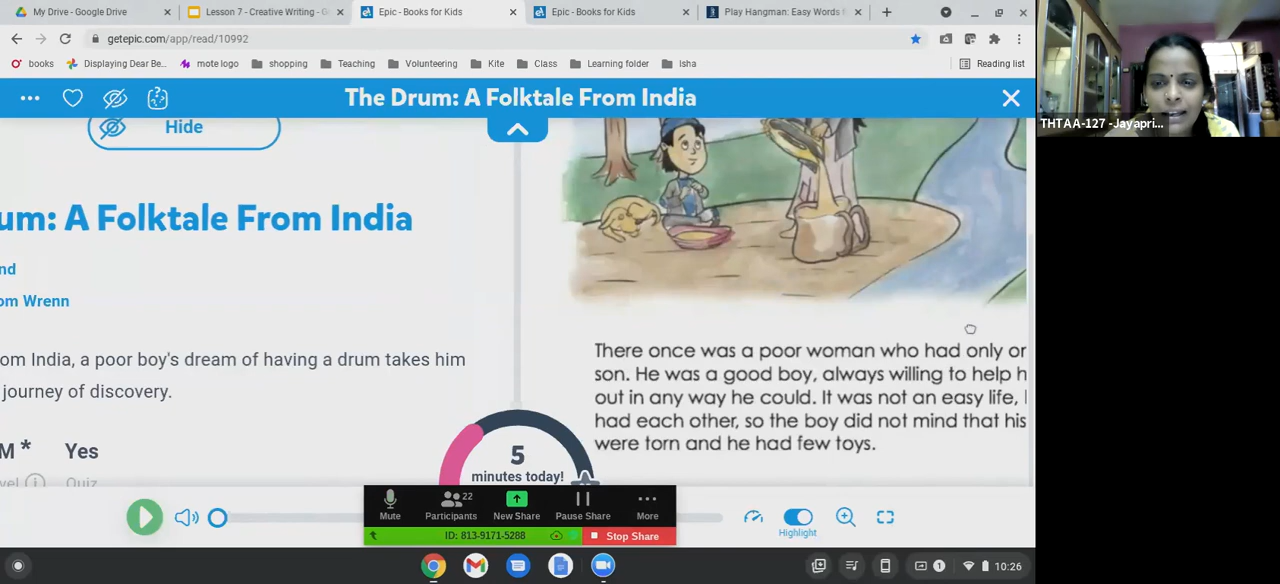 My Drive - Google Drive
Lesson 7 - Creative Writing - G
Epic - Books for Kids
Epic - Books for Kids
Play Hangman: Easy Words f
getepic.com/app/read/10992
books
Displaying Dear Be...
mote logo
shopping
Teaching
Volunteering
Kite
Class
Learning folder
Isha
Reading list
The Drum: A Folktale From India
THTAA-127 -Jayapri...
Hide
um: A Folktale From India
nd
om Wrenn
om India, a poor boy's dream of having a drum takes him
journey of discovery.
M * Yes
vel Quiz
There once was a poor woman who had only or
son. He was a good boy, always willing to help h
out in any way he could. It was not an easy life,
had each other, so the boy did not mind that his
were torn and he had few toys.
5
minutes today!
Mute
Participants
22
New Share
Pause Share
More
ID: 813-9171-5288
Stop Share
Highlight
1
10:26